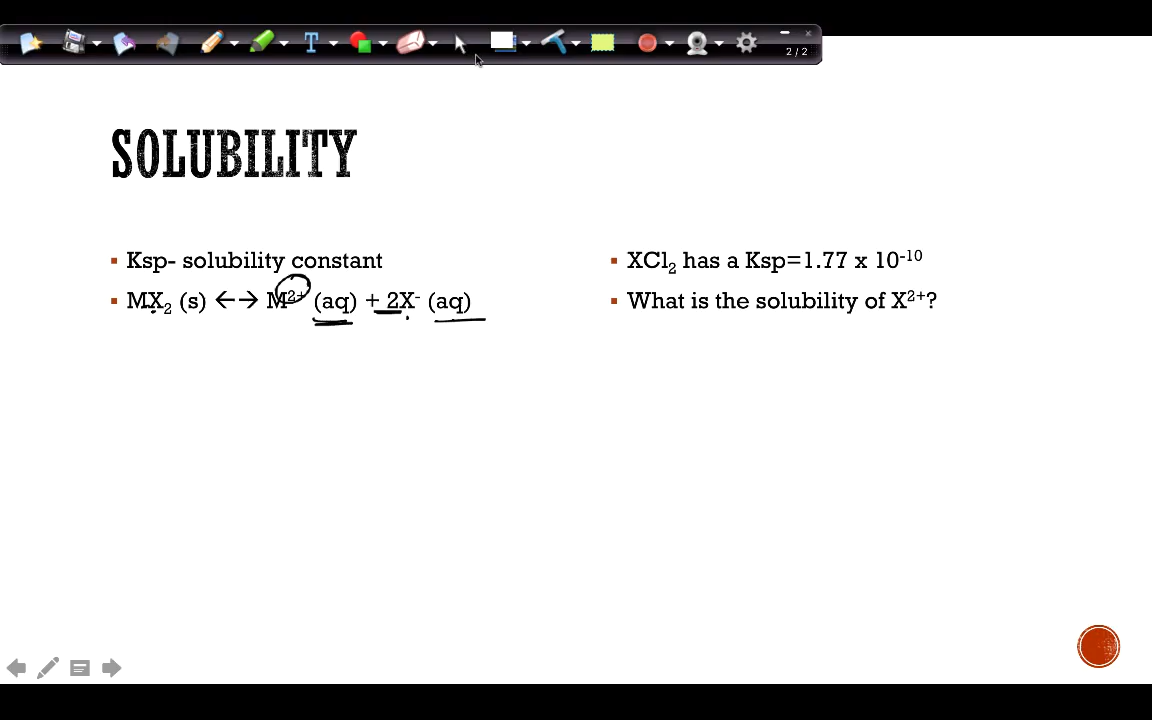 2 / 2
SOLUBILITY
▪ Ksp- solubility constant
▪ MX₂ (s) ←→ M²⁺ (aq) + 2X⁻ (aq)
▪ XCl₂ has a Ksp=1.77 x 10⁻¹⁰
▪ What is the solubility of X²⁺?